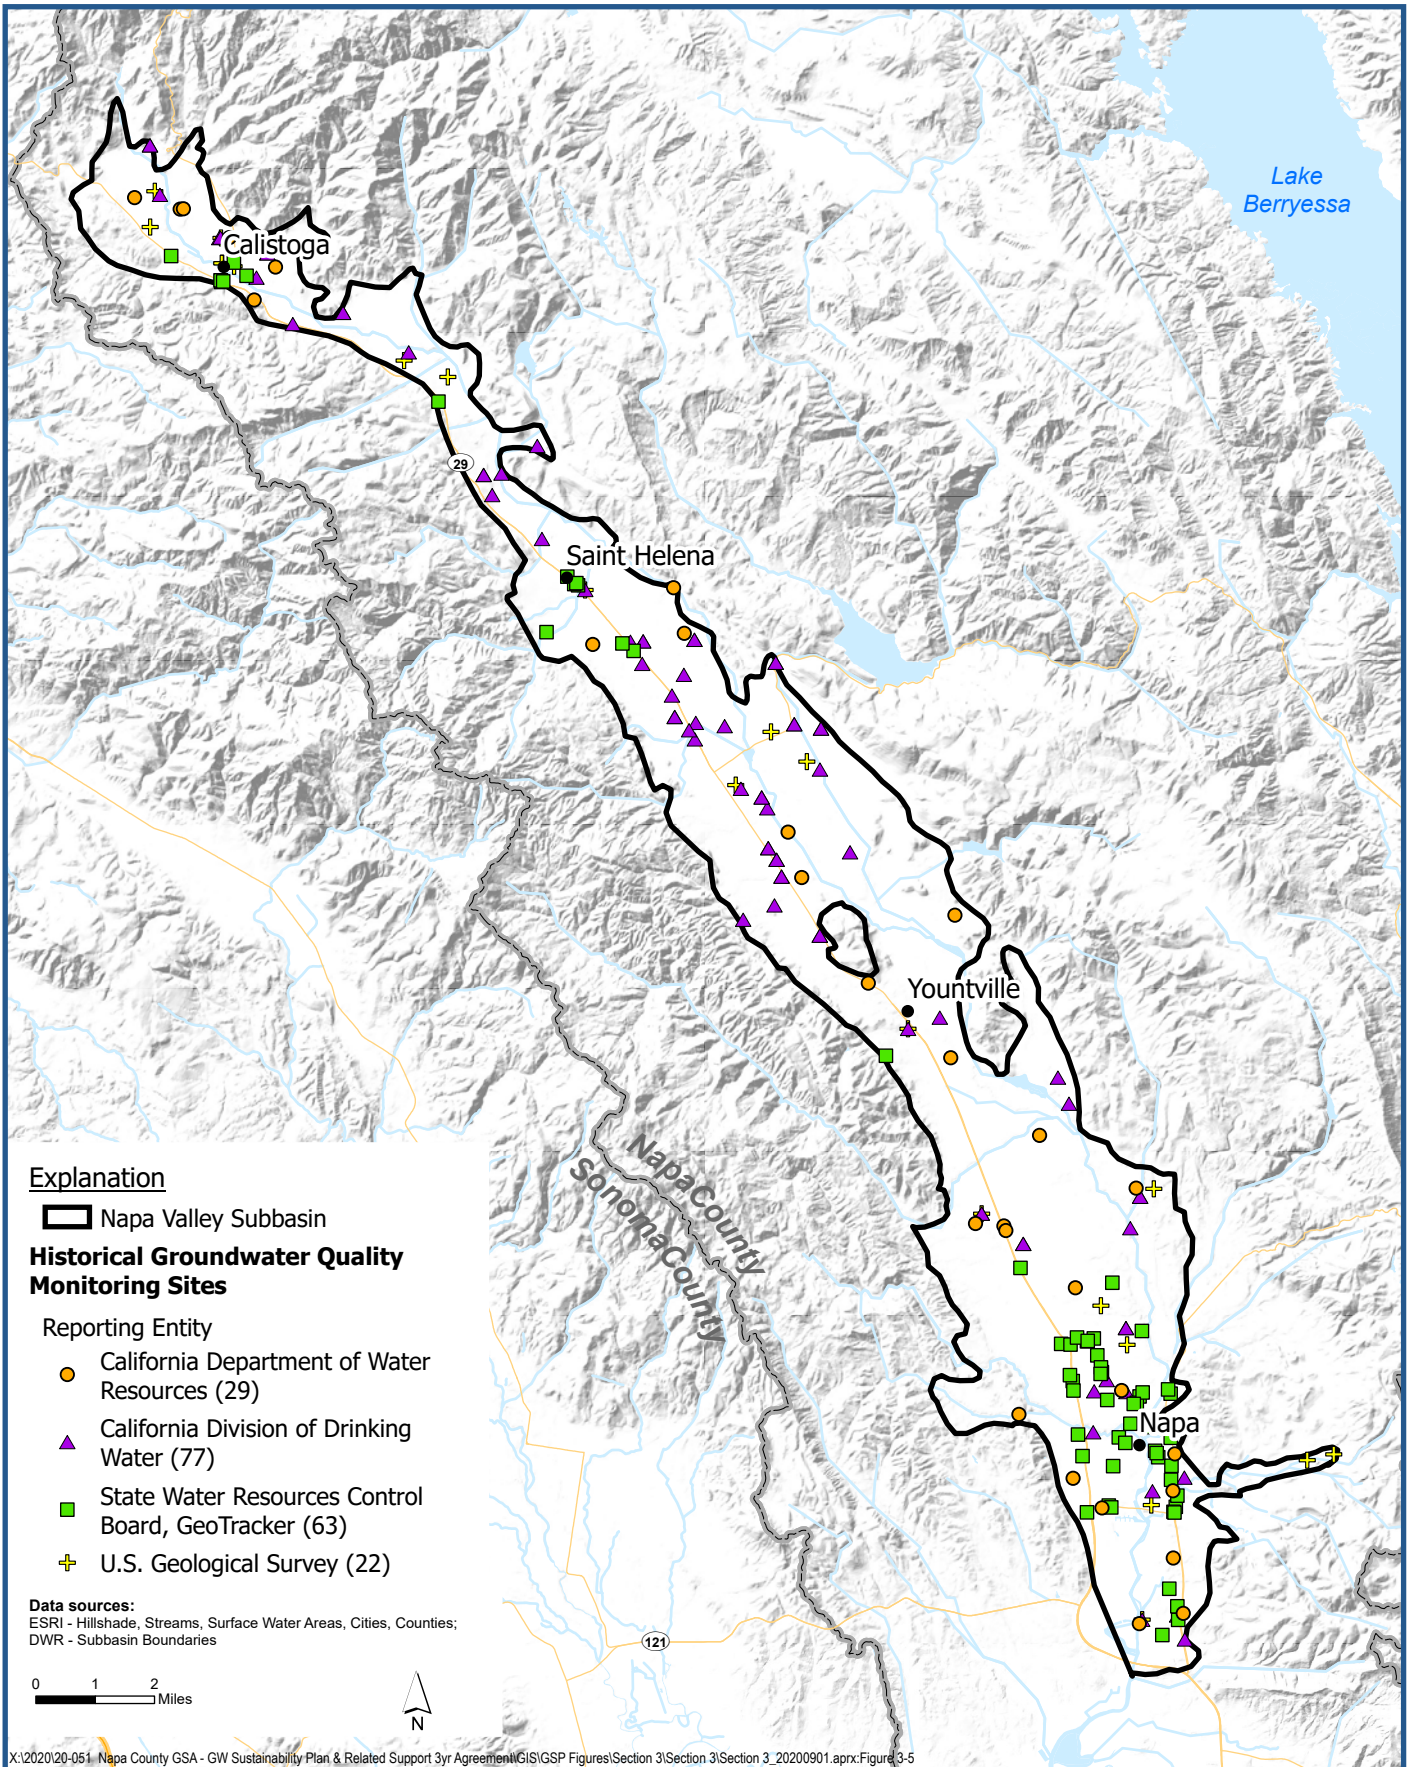 Lake
Berryessa
Calistoga
29
Saint Helena
Yountville
Napa County
Sonoma County
Napa
Explanation
Napa Valley Subbasin
Historical Groundwater Quality
Monitoring Sites
Reporting Entity
California Department of Water
Resources (29)
California Division of Drinking
Water (77)
State Water Resources Control
Board, GeoTracker (63)
U.S. Geological Survey (22)
Data sources:
ESRI - Hillshade, Streams, Surface Water Areas, Cities, Counties;
DWR - Subbasin Boundaries
0 1 2
Miles
N
121
X:\2020\20-051 Napa County GSA - GW Sustainability Plan & Related Support 3yr Agreement\GIS\GSP Figures\Section 3\Section 3\Section 3_20200901.aprx:Figure 3-5